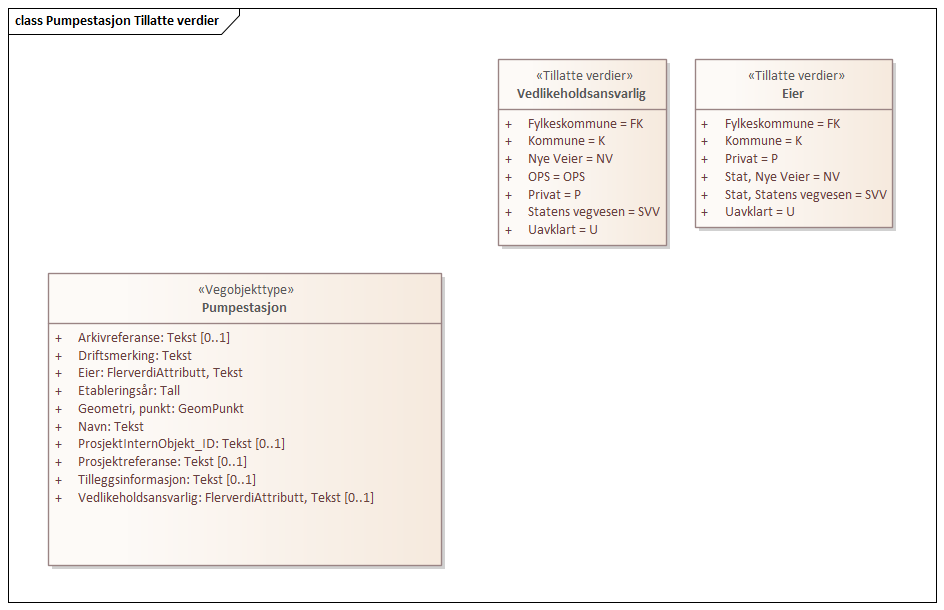 class Pumpestasjon Tillatte verdier
«Tillatte verdier»
Vedlikeholdsansvarlig
+ Fylkeskommune = FK
+ Kommune = K
+ Nye Veier = NV
+ OPS = OPS
+ Privat = P
+ Statens vegvesen = SVV
+ Uavklart = U
«Tillatte verdier»
Eier
+ Fylkeskommune = FK
+ Kommune = K
+ Privat = P
+ Stat, Nye Veier = NV
+ Stat, Statens vegvesen = SVV
+ Uavklart = U
«Vegobjekttype»
Pumpestasjon
+ Arkivreferanse: Tekst [0..1]
+ Driftsmerking: Tekst
+ Eier: FlerverdiAttributt, Tekst
+ Etableringsår: Tall
+ Geometri, punkt: GeomPunkt
+ Navn: Tekst
+ ProsjektInternObjekt_ID: Tekst [0..1]
+ Prosjektreferanse: Tekst [0..1]
+ Tilleggsinformasjon: Tekst [0..1]
+ Vedlikeholdsansvarlig: FlerverdiAttributt, Tekst [0..1]